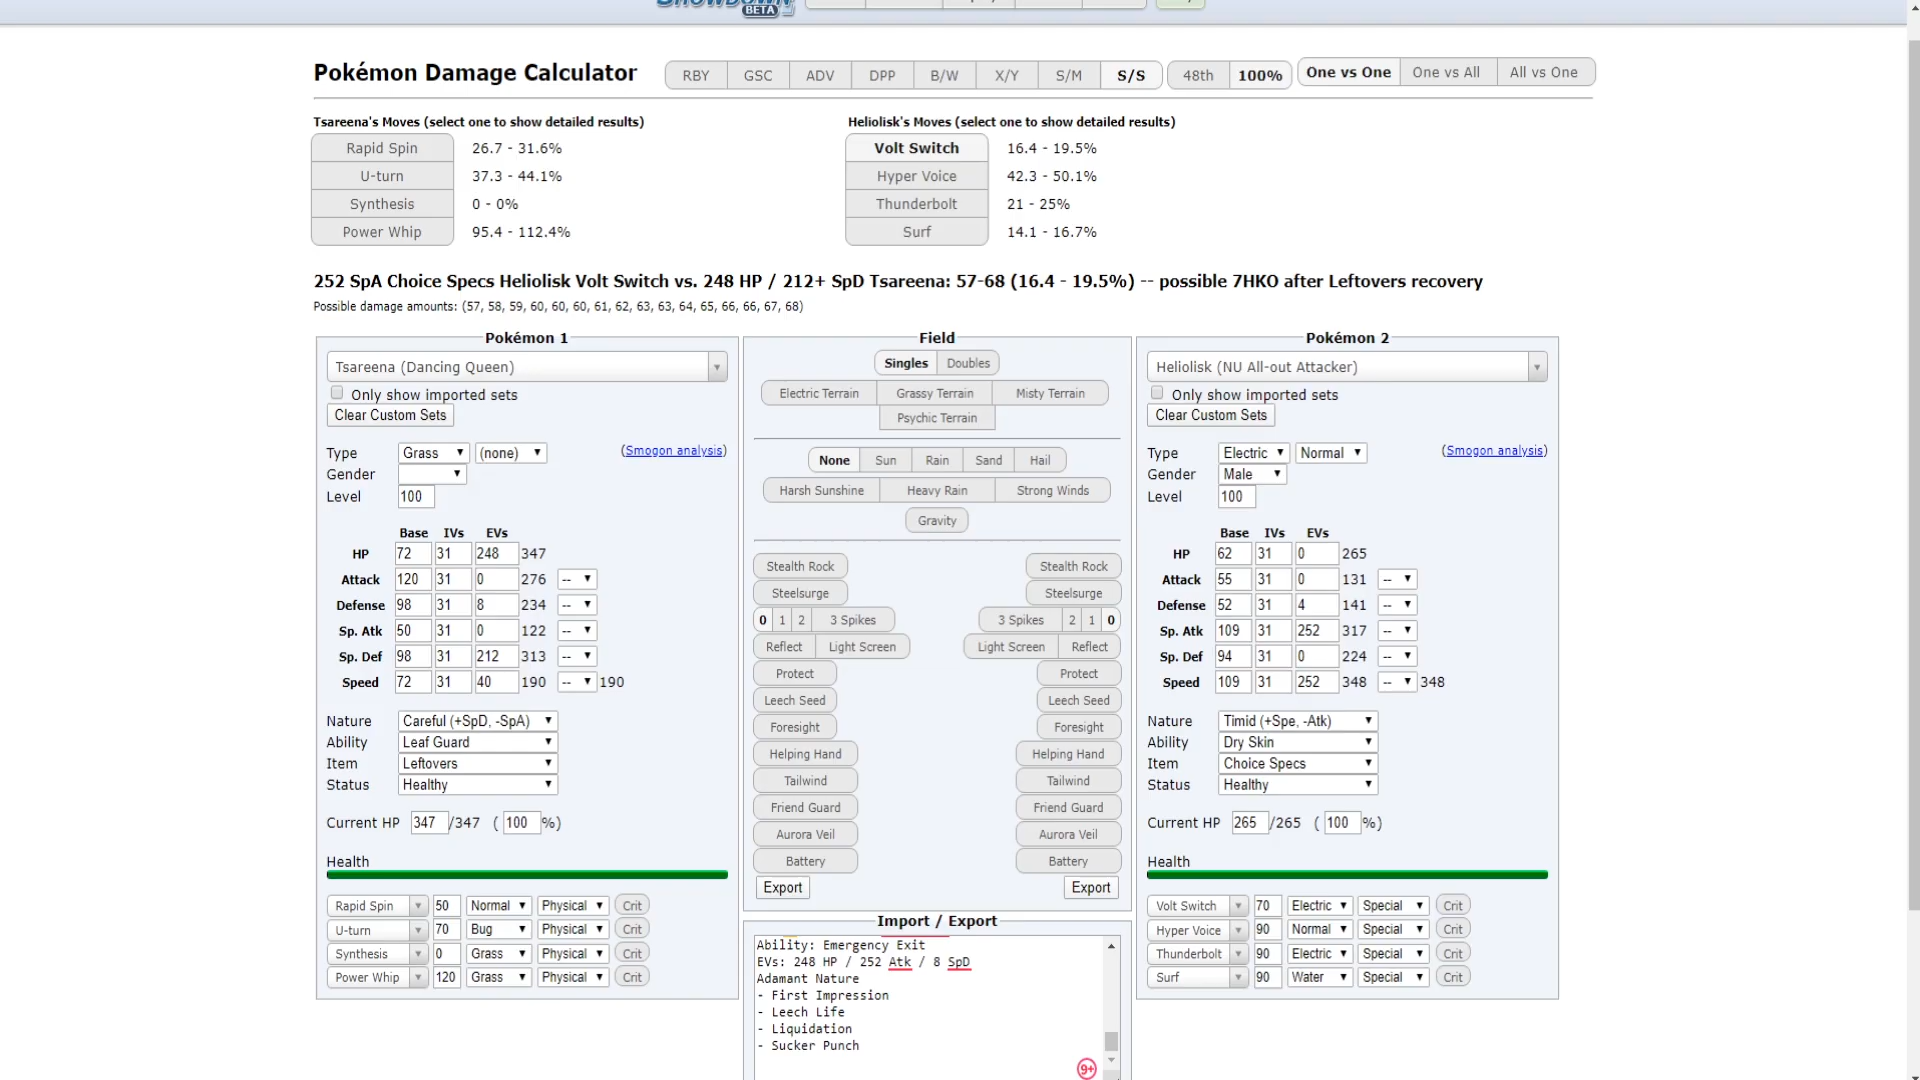 SHOWDOWN
BETA
Pokémon Damage Calculator
RBY GSC ADV DPP B/W X/Y S/M S/S 48th 100% One vs One One vs All All vs One
Tsareena's Moves (select one to show detailed results)
Rapid Spin 26.7 - 31.6%
U-turn 37.3 - 44.1%
Synthesis 0 - 0%
Power Whip 95.4 - 112.4%
Heliolisk's Moves (select one to show detailed results)
Volt Switch 16.4 - 19.5%
Hyper Voice 42.3 - 50.1%
Thunderbolt 21 - 25%
Surf 14.1 - 16.7%
252 SpA Choice Specs Heliolisk Volt Switch vs. 248 HP / 212+ SpD Tsareena: 57-68 (16.4 - 19.5%) -- possible 7HKO after Leftovers recovery
Possible damage amounts: (57, 58, 59, 60, 60, 60, 61, 62, 63, 63, 64, 65, 66, 66, 67, 68)
Pokémon 1
Tsareena (Dancing Queen)
Only show imported sets
Clear Custom Sets
Type Grass (none) (Smogon analysis)
Gender
Level 100
Base IVs EVs
HP 72 31 248 347
Attack 120 31 0 276 --
Defense 98 31 8 234 --
Sp. Atk 50 31 0 122 --
Sp. Def 98 31 212 313 --
Speed 72 31 40 190 -- 190
Nature Careful (+SpD, -SpA)
Ability Leaf Guard
Item Leftovers
Status Healthy
Current HP 347 /347 ( 100 %)
Health
Rapid Spin 50 Normal Physical Crit
U-turn 70 Bug Physical Crit
Synthesis 0 Grass Physical Crit
Power Whip 120 Grass Physical Crit
Field
Singles Doubles
Electric Terrain Grassy Terrain Misty Terrain
Psychic Terrain
None Sun Rain Sand Hail
Harsh Sunshine Heavy Rain Strong Winds
Gravity
Stealth Rock Stealth Rock
Steelsurge Steelsurge
0 1 2 3 Spikes 3 Spikes 2 1 0
Reflect Light Screen Light Screen Reflect
Protect Protect
Leech Seed Leech Seed
Foresight Foresight
Helping Hand Helping Hand
Tailwind Tailwind
Friend Guard Friend Guard
Aurora Veil Aurora Veil
Battery Battery
Export Export
Import / Export
Ability: Emergency Exit
EVs: 248 HP / 252 Atk / 8 SpD
Adamant Nature
- First Impression
- Leech Life
- Liquidation
- Sucker Punch
9+
Pokémon 2
Heliolisk (NU All-out Attacker)
Only show imported sets
Clear Custom Sets
Type Electric Normal (Smogon analysis)
Gender Male
Level 100
Base IVs EVs
HP 62 31 0 265
Attack 55 31 0 131 --
Defense 52 31 4 141 --
Sp. Atk 109 31 252 317 --
Sp. Def 94 31 0 224 --
Speed 109 31 252 348 -- 348
Nature Timid (+Spe, -Atk)
Ability Dry Skin
Item Choice Specs
Status Healthy
Current HP 265 /265 ( 100 %)
Health
Volt Switch 70 Electric Special Crit
Hyper Voice 90 Normal Special Crit
Thunderbolt 90 Electric Special Crit
Surf 90 Water Special Crit